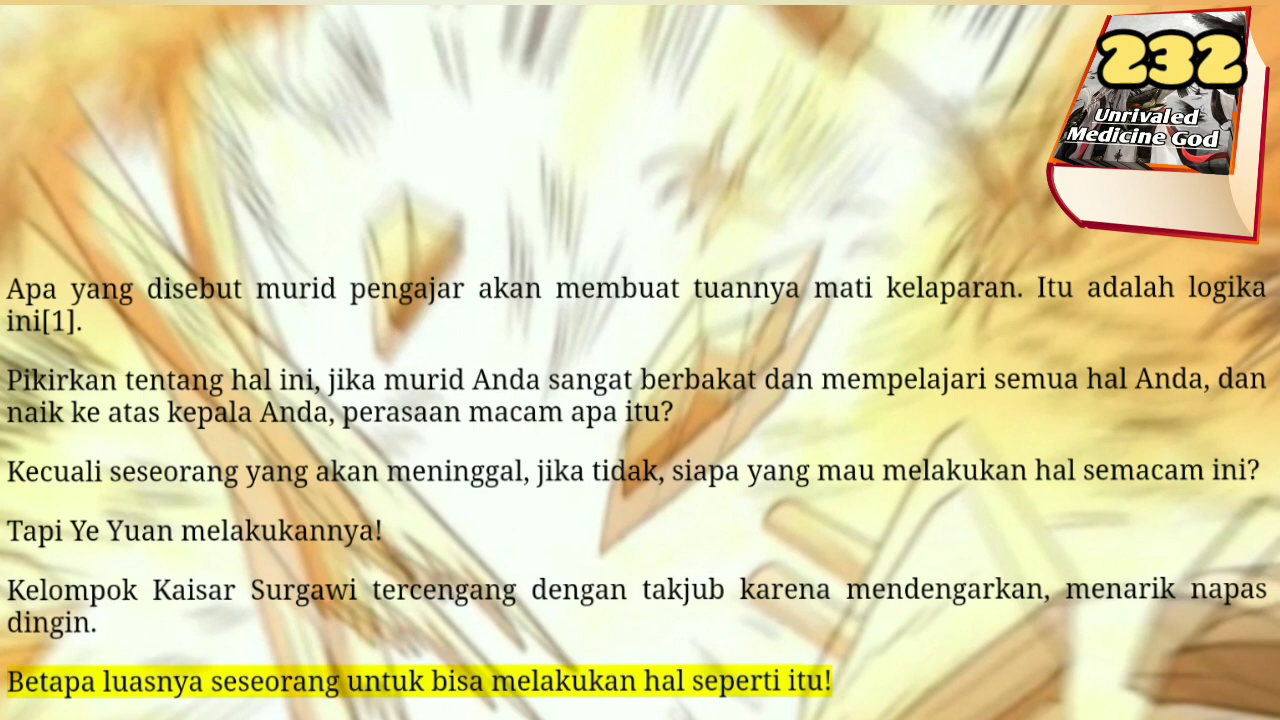 232
Unrivaled
Medicine God
Apa yang disebut murid pengajar akan membuat tuannya mati kelaparan. Itu adalah logika
ini[1].
Pikirkan tentang hal ini, jika murid Anda sangat berbakat dan mempelajari semua hal Anda, dan
naik ke atas kepala Anda, perasaan macam apa itu?
Kecuali seseorang yang akan meninggal, jika tidak, siapa yang mau melakukan hal semacam ini?
Tapi Ye Yuan melakukannya!
Kelompok Kaisar Surgawi tercengang dengan takjub karena mendengarkan, menarik napas
dingin.
Betapa luasnya seseorang untuk bisa melakukan hal seperti itu!